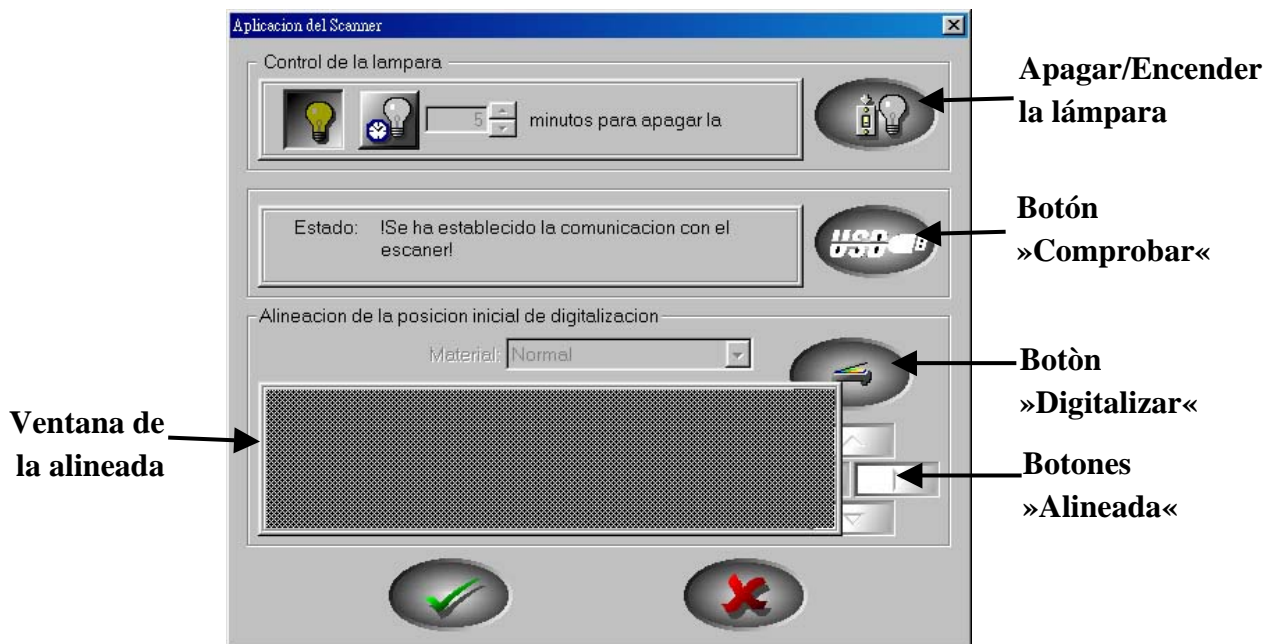 Aplicacion del Scanner
Control de la lampara
5 minutos para apagar la
Apagar/Encender
la lámpara
Estado: !Se ha establecido la comunicacion con el
escaner!
USB
Botón
»Comprobar«
Alineacion de la posicion inicial de digitalizacion
Material: Normal
Botòn
»Digitalizar«
Ventana de
la alineada
Botones
»Alineada«